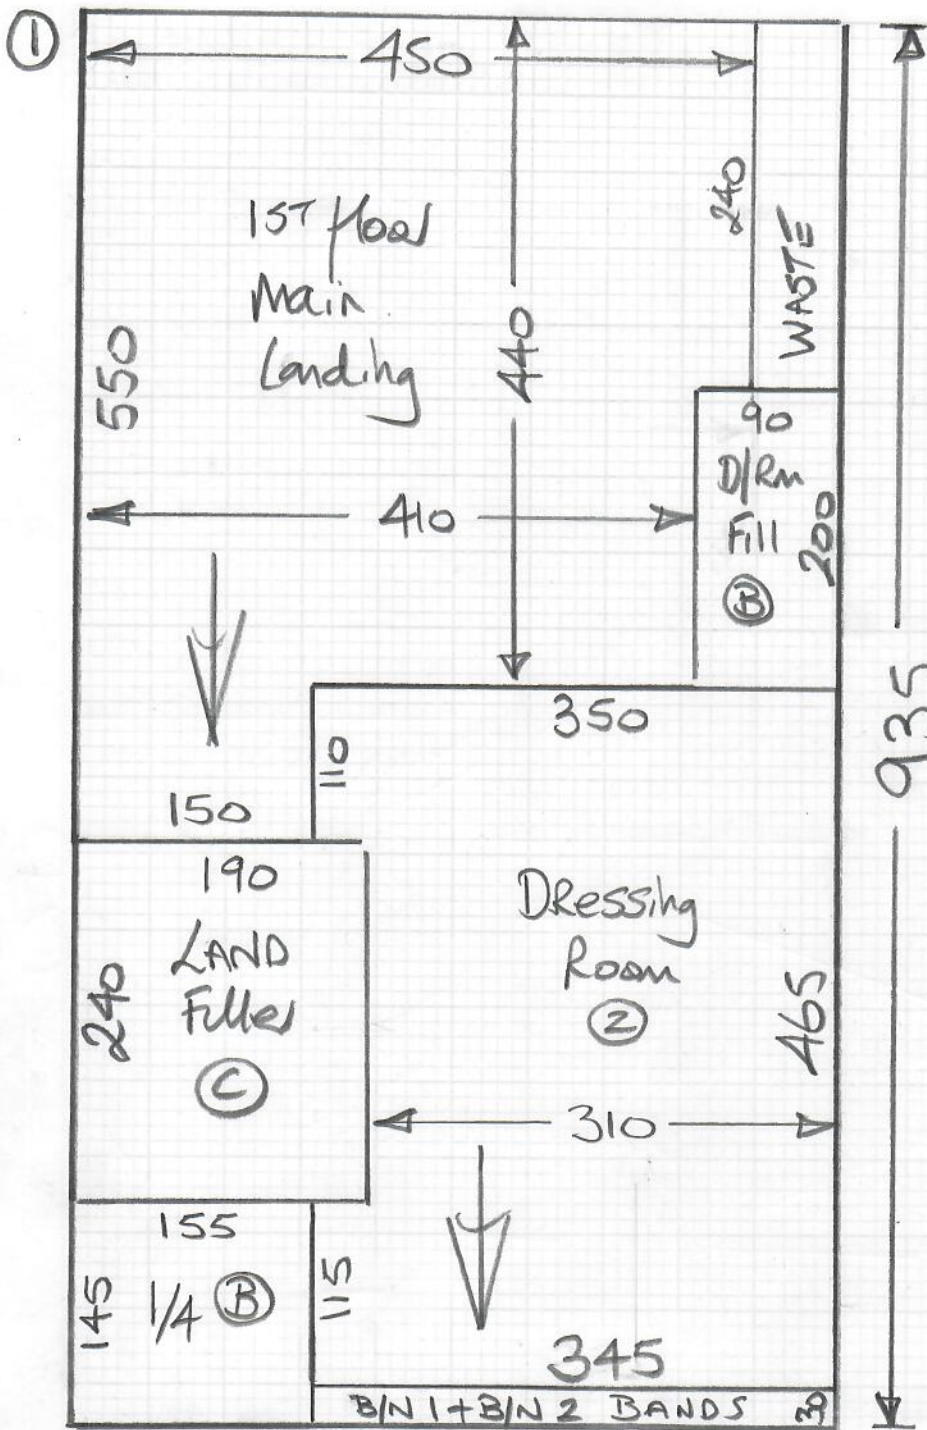 1
450
240
WASTE
1ST floor
Main
Landing
550
440
90
D/Rm
Fill
B
200
410
935
350
110
150
190
LAND
Filler
C
240
Dressing
Room
2
465
310
155
1/4 B
145
115
345
B/N 1 + B/N 2 BANDS 30